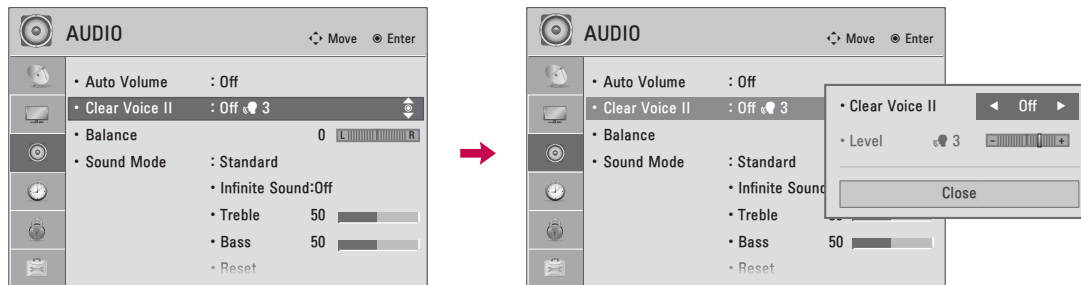 AUDIO
Move Enter
• Auto Volume : Off
• Clear Voice II : Off 3
• Balance 0 L R
• Sound Mode : Standard
• Infinite Sound:Off
• Treble 50
• Bass 50
• Reset
AUDIO
Move Enter
• Auto Volume : Off
• Clear Voice II : Off 3
• Balance
• Sound Mode : Standard
• Infinite Sound
• Treble
• Bass 50
• Reset
• Clear Voice II ◄ Off ►
• Level 3 - +
Close